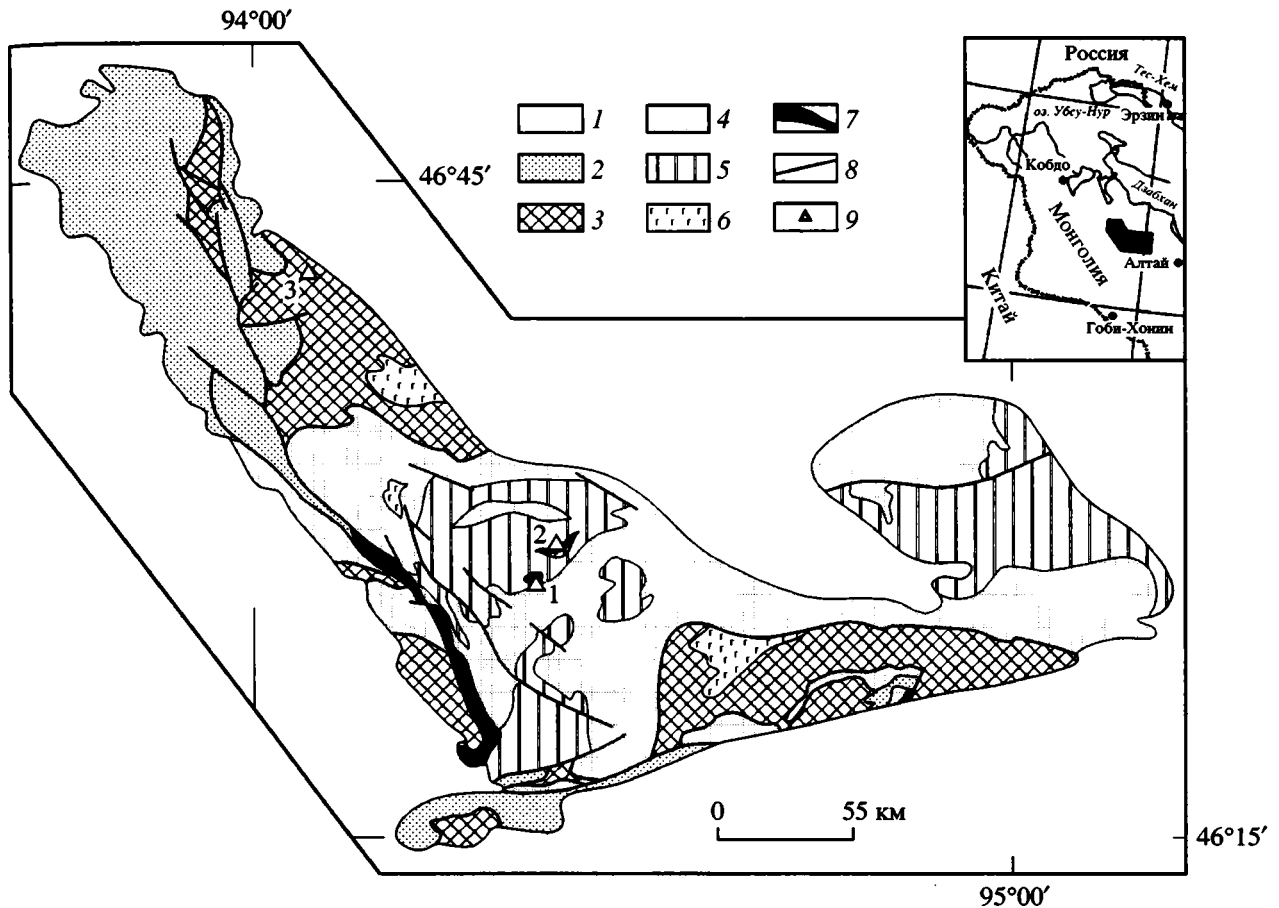 94°00′
46°45′
1
2
3
4
5
6
7
8
9
Россия
Тес-Хем
оз. Убсу-Нур
Эрзин
Кобдо
Дзабхан
МОНГОЛИЯ
Алтай
Китай
Гоби-Хонин
3
2
1
0 55 км
46°15′
95°00′